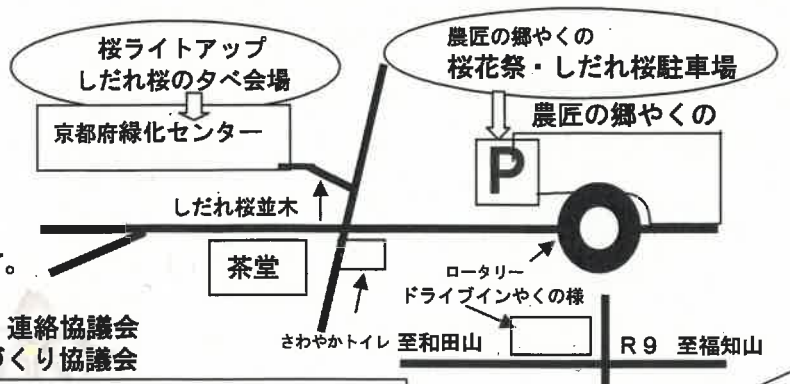 桜ライトアップ
しだれ桜の夕べ会場
農匠の郷やくの
桜花祭・しだれ桜駐車場
京都府緑化センター
農匠の郷やくの
P
しだれ桜並木
。
茶堂
ロータリー
ドライブインやくの様
連絡協議会
づくり協議会
さわやかトイレ
至和田山
R9 至福知山